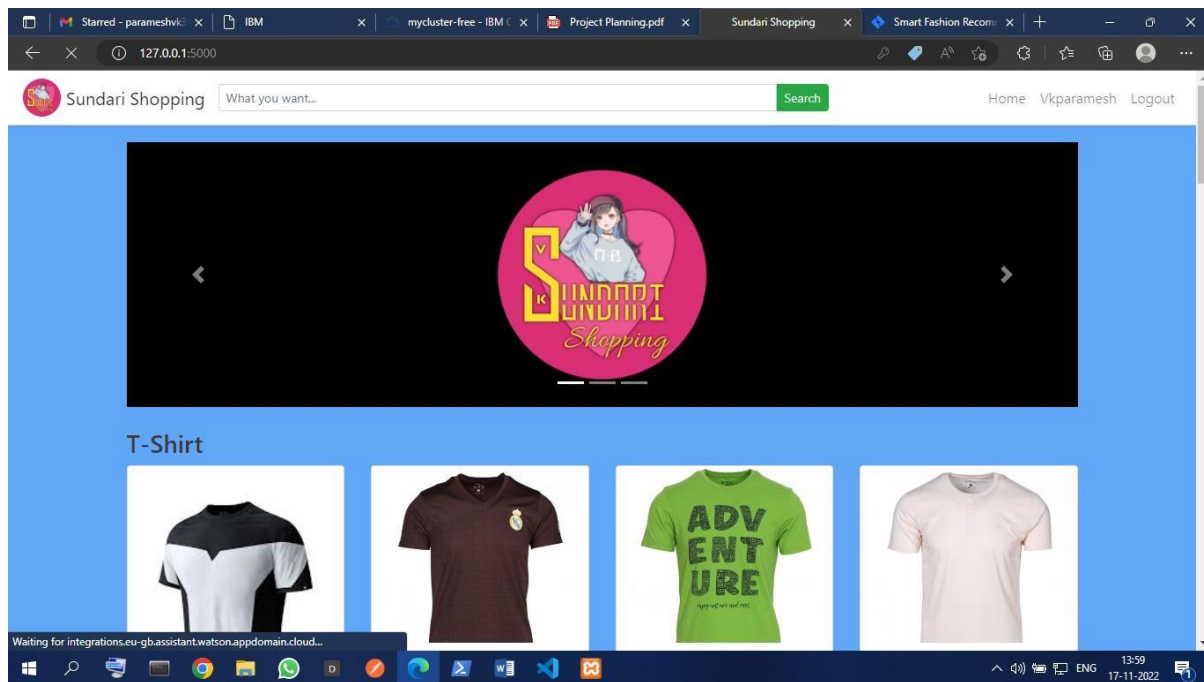 Starred - parameshvk3
IBM
mycluster-free - IBM C
Project Planning.pdf
Sundari Shopping
Smart Fashion Recom
127.0.0.1:5000
Sundari Shopping
What you want...
Search
Home Vkparamesh Logout
V
K
SUNDARI
Shopping
T-Shirt
ADV
ENT
URE
Waiting for integrations.eu-gb.assistant.watson.appdomain.cloud...
ENG
13:59
17-11-2022